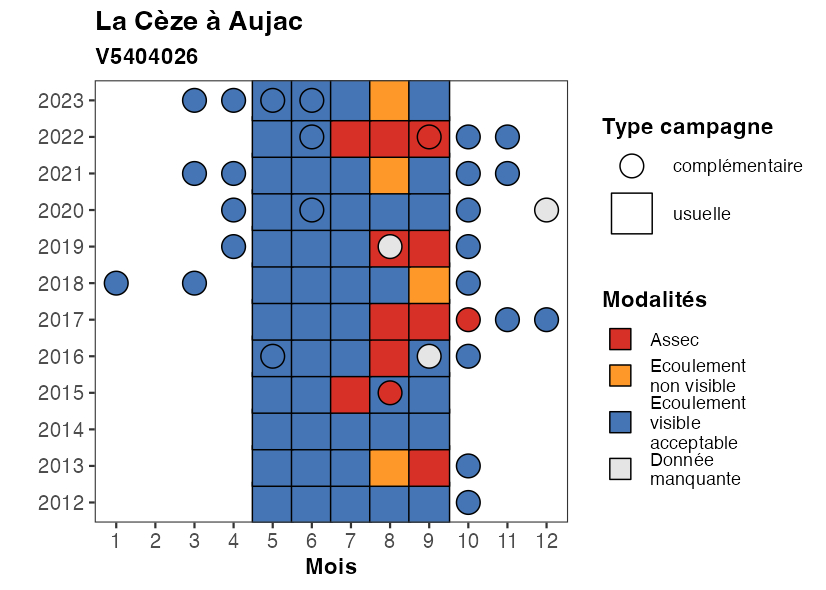 La Cèze à Aujac
V5404026
2023
2022
2021
2020
2019
2018
2017
2016
2015
2014
2013
2012
1 2 3 4 5 6 7 8 9 10 11 12
Mois
Type campagne
complémentaire
usuelle
Modalités
Assec
Ecoulement
non visible
Ecoulement
visible
acceptable
Donnée
manquante